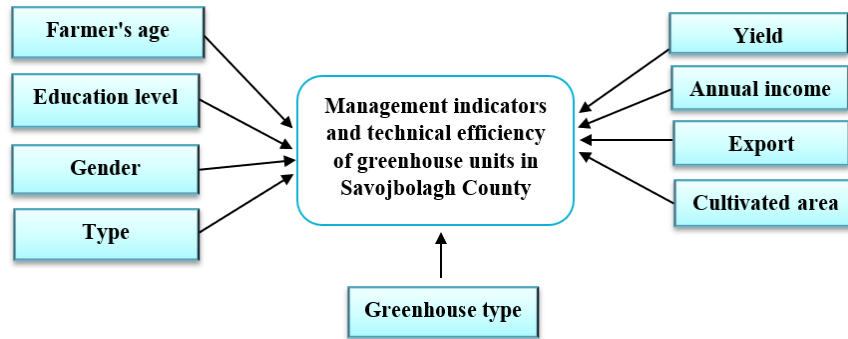 Farmer's age
Education level
Gender
Type
Management indicators
and technical efficiency
of greenhouse units in
Savojbolagh County
Yield
Annual income
Export
Cultivated area
Greenhouse type